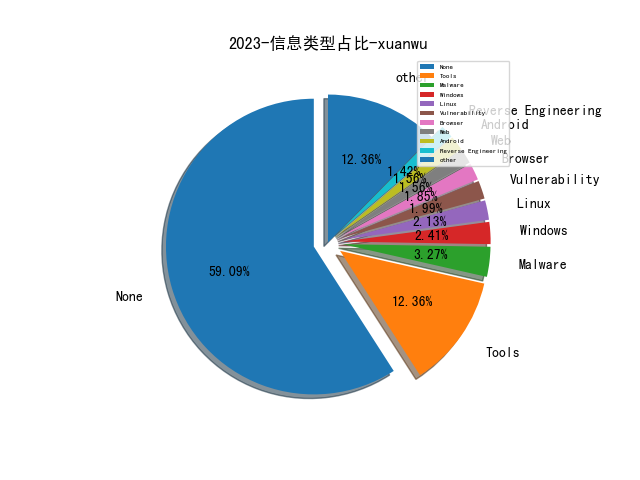 2023-信息类型占比-xuanwu
None
Tools
Malware
Windows
Linux
Vulnerability
Browser
Web
Android
Reverse Engineering
other
other
Reverse Engineering
Android
Web
Browser
Vulnerability
Linux
Windows
Malware
Tools
None
12.36%
1.42%
1.56%
1.56%
1.85%
1.99%
2.13%
2.41%
3.27%
12.36%
59.09%